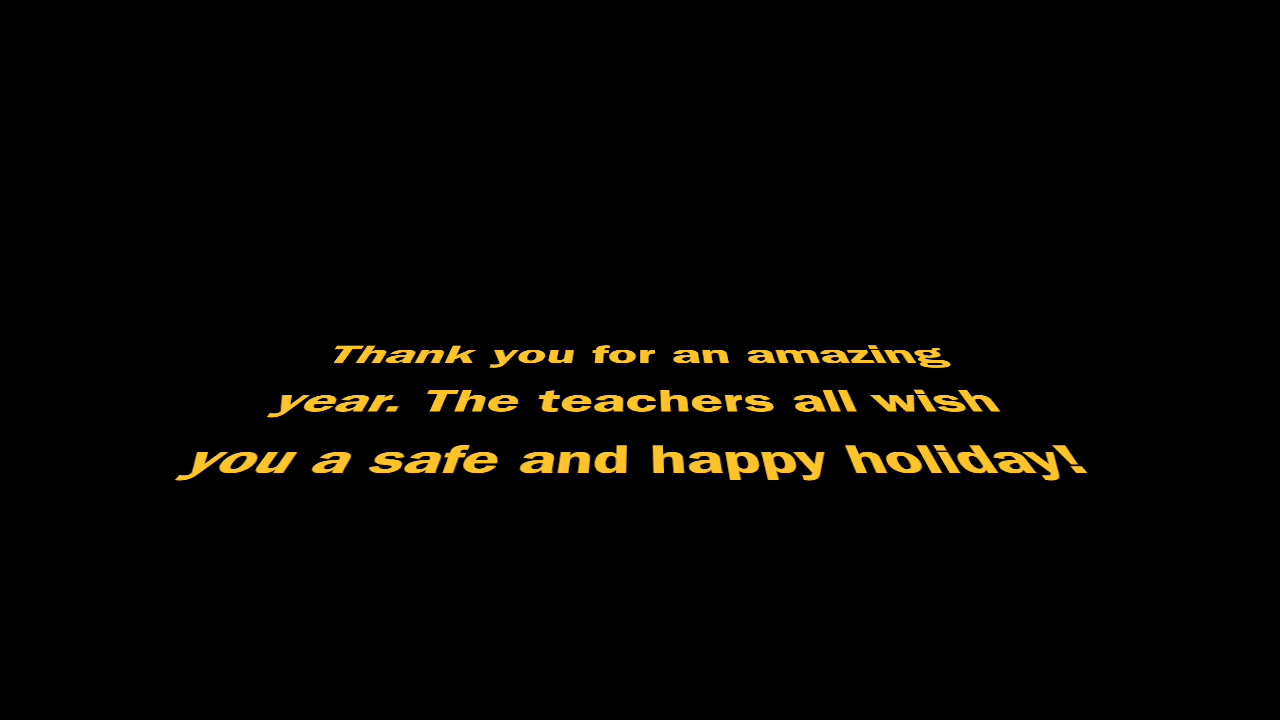 Thank you for an amazing
year. The teachers all wish
you a safe and happy holiday!